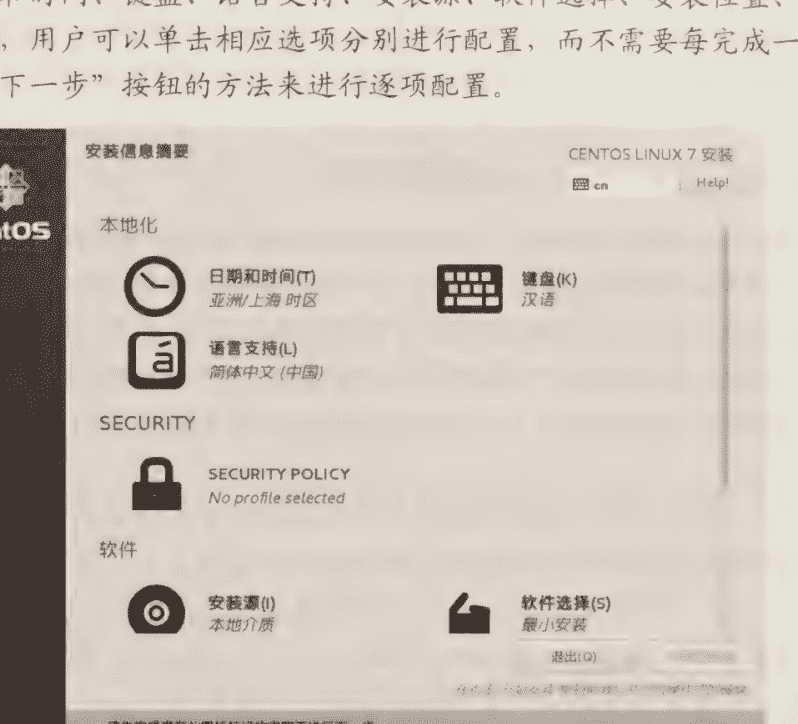 ，用户可以单击相应选项分别进行配置，而不需要每完成一
下一步”按钮的方法来进行逐项配置。
安装信息摘要
CENTOS LINUX 7 安装
cn
Help!
ntOS
本地化
日期和时间(T)
亚洲/上海 时区
键盘(K)
汉语
语言支持(L)
简体中文 (中国)
SECURITY
SECURITY POLICY
No profile selected
软件
安装源(I)
本地介质
软件选择(S)
最小安装
退出(Q)